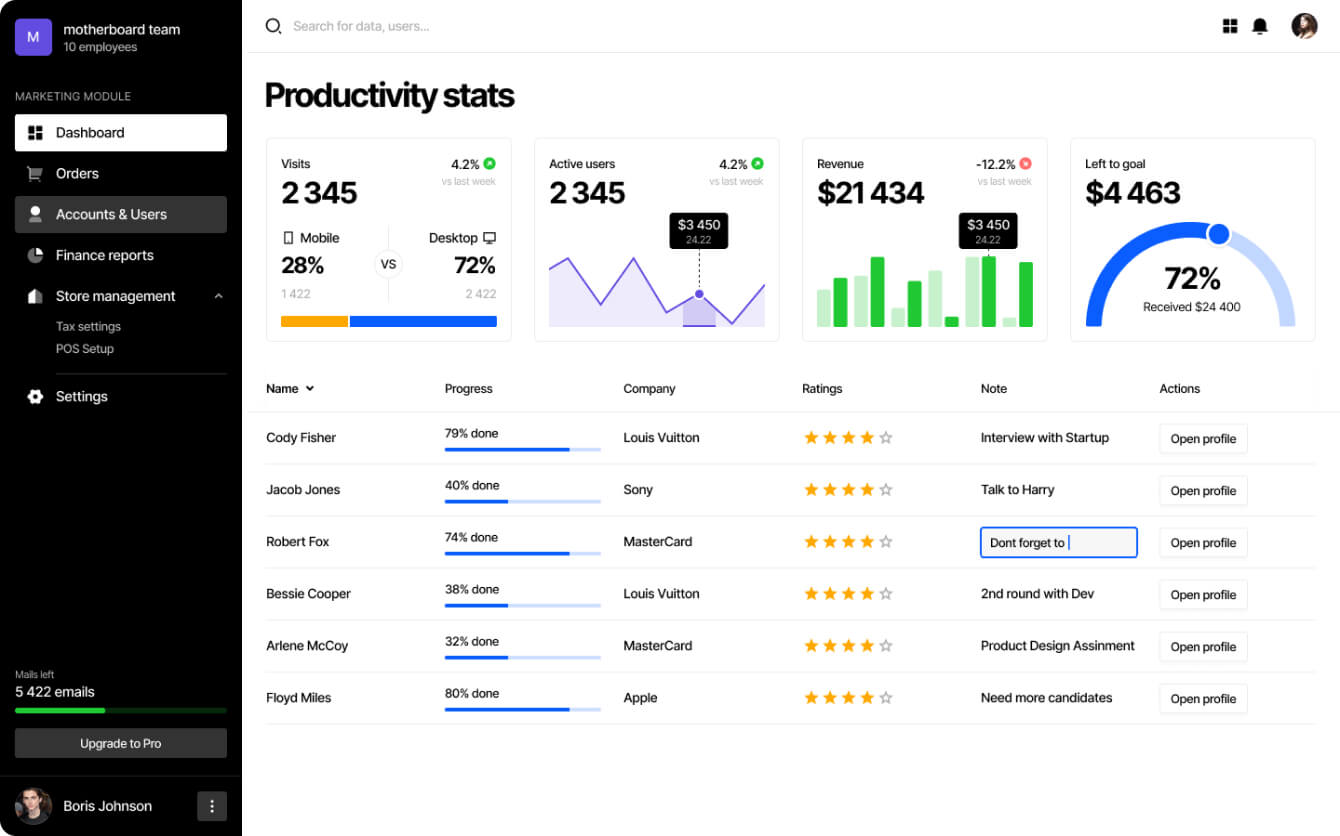 M
motherboard team
10 employees
MARKETING MODULE
Dashboard
Orders
Accounts & Users
Finance reports
Store management
Tax settings
POS Setup
Settings
Mails left
5 422 emails
Upgrade to Pro
Boris Johnson
Search for data, users...
Productivity stats
Visits
4.2%
2 345
vs last week
Mobile
Desktop
28%
VS
72%
1 422
2 422
Active users
4.2%
2 345
vs last week
$3 450
24.22
Revenue
-12.2%
$21 434
vs last week
$3 450
24.22
Left to goal
$4 463
72%
Received $24 400
Name Progress Company Ratings Note Actions
Cody Fisher 79% done Louis Vuitton Interview with Startup Open profile
Jacob Jones 40% done Sony Talk to Harry Open profile
Robert Fox 74% done MasterCard Dont forget to Open profile
Bessie Cooper 38% done Louis Vuitton 2nd round with Dev Open profile
Arlene McCoy 32% done MasterCard Product Design Assinment Open profile
Floyd Miles 80% done Apple Need more candidates Open profile